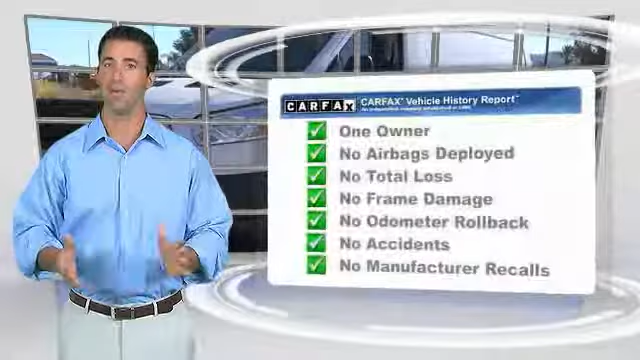 CARFAX CARFAX Vehicle History Report™
One Owner
No Airbags Deployed
No Total Loss
No Frame Damage
No Odometer Rollback
No Accidents
No Manufacturer Recalls